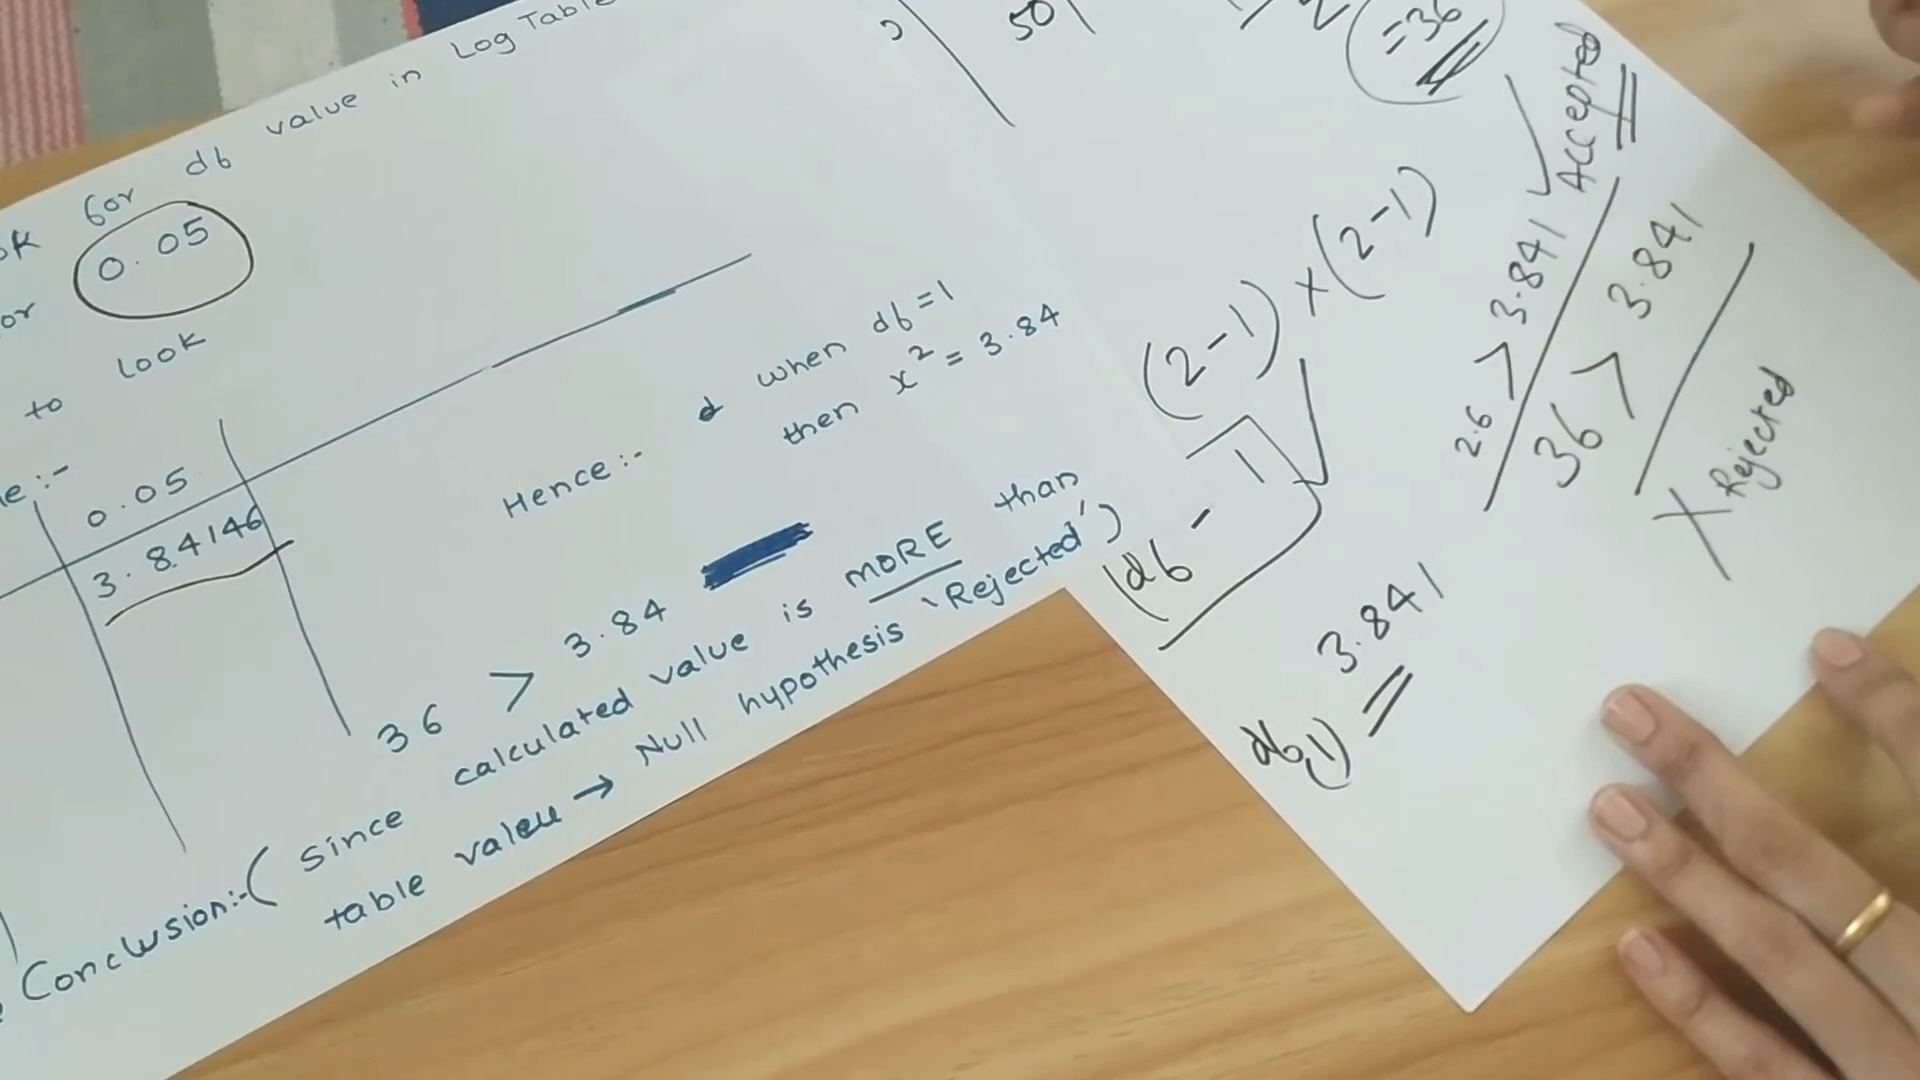 for df value in Log Table
or 0.05
to look
0.05
3.84146
Hence:- when df=1
then x² = 3.84
36 > 3.84
Conclusion:- (since calculated value is MORE than
table value → Null hypothesis 'Rejected')
50
=36
(2-1) × (2-1)
df - 1
df(1) 3.841
2.6 > 3.841 ✓ Accepted
36 > 3.841
X Rejected